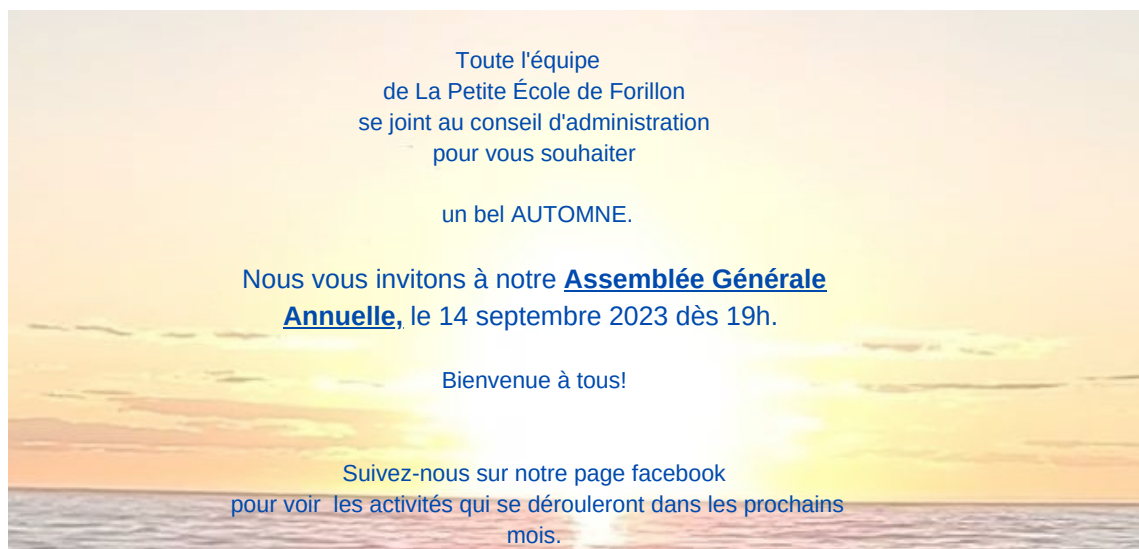 Toute l'équipe
de La Petite École de Forillon
se joint au conseil d'administration
pour vous souhaiter
un bel AUTOMNE.
Nous vous invitons à notre Assemblée Générale
Annuelle, le 14 septembre 2023 dès 19h.
Bienvenue à tous!
Suivez-nous sur notre page facebook
pour voir  les activités qui se dérouleront dans les prochains
mois.